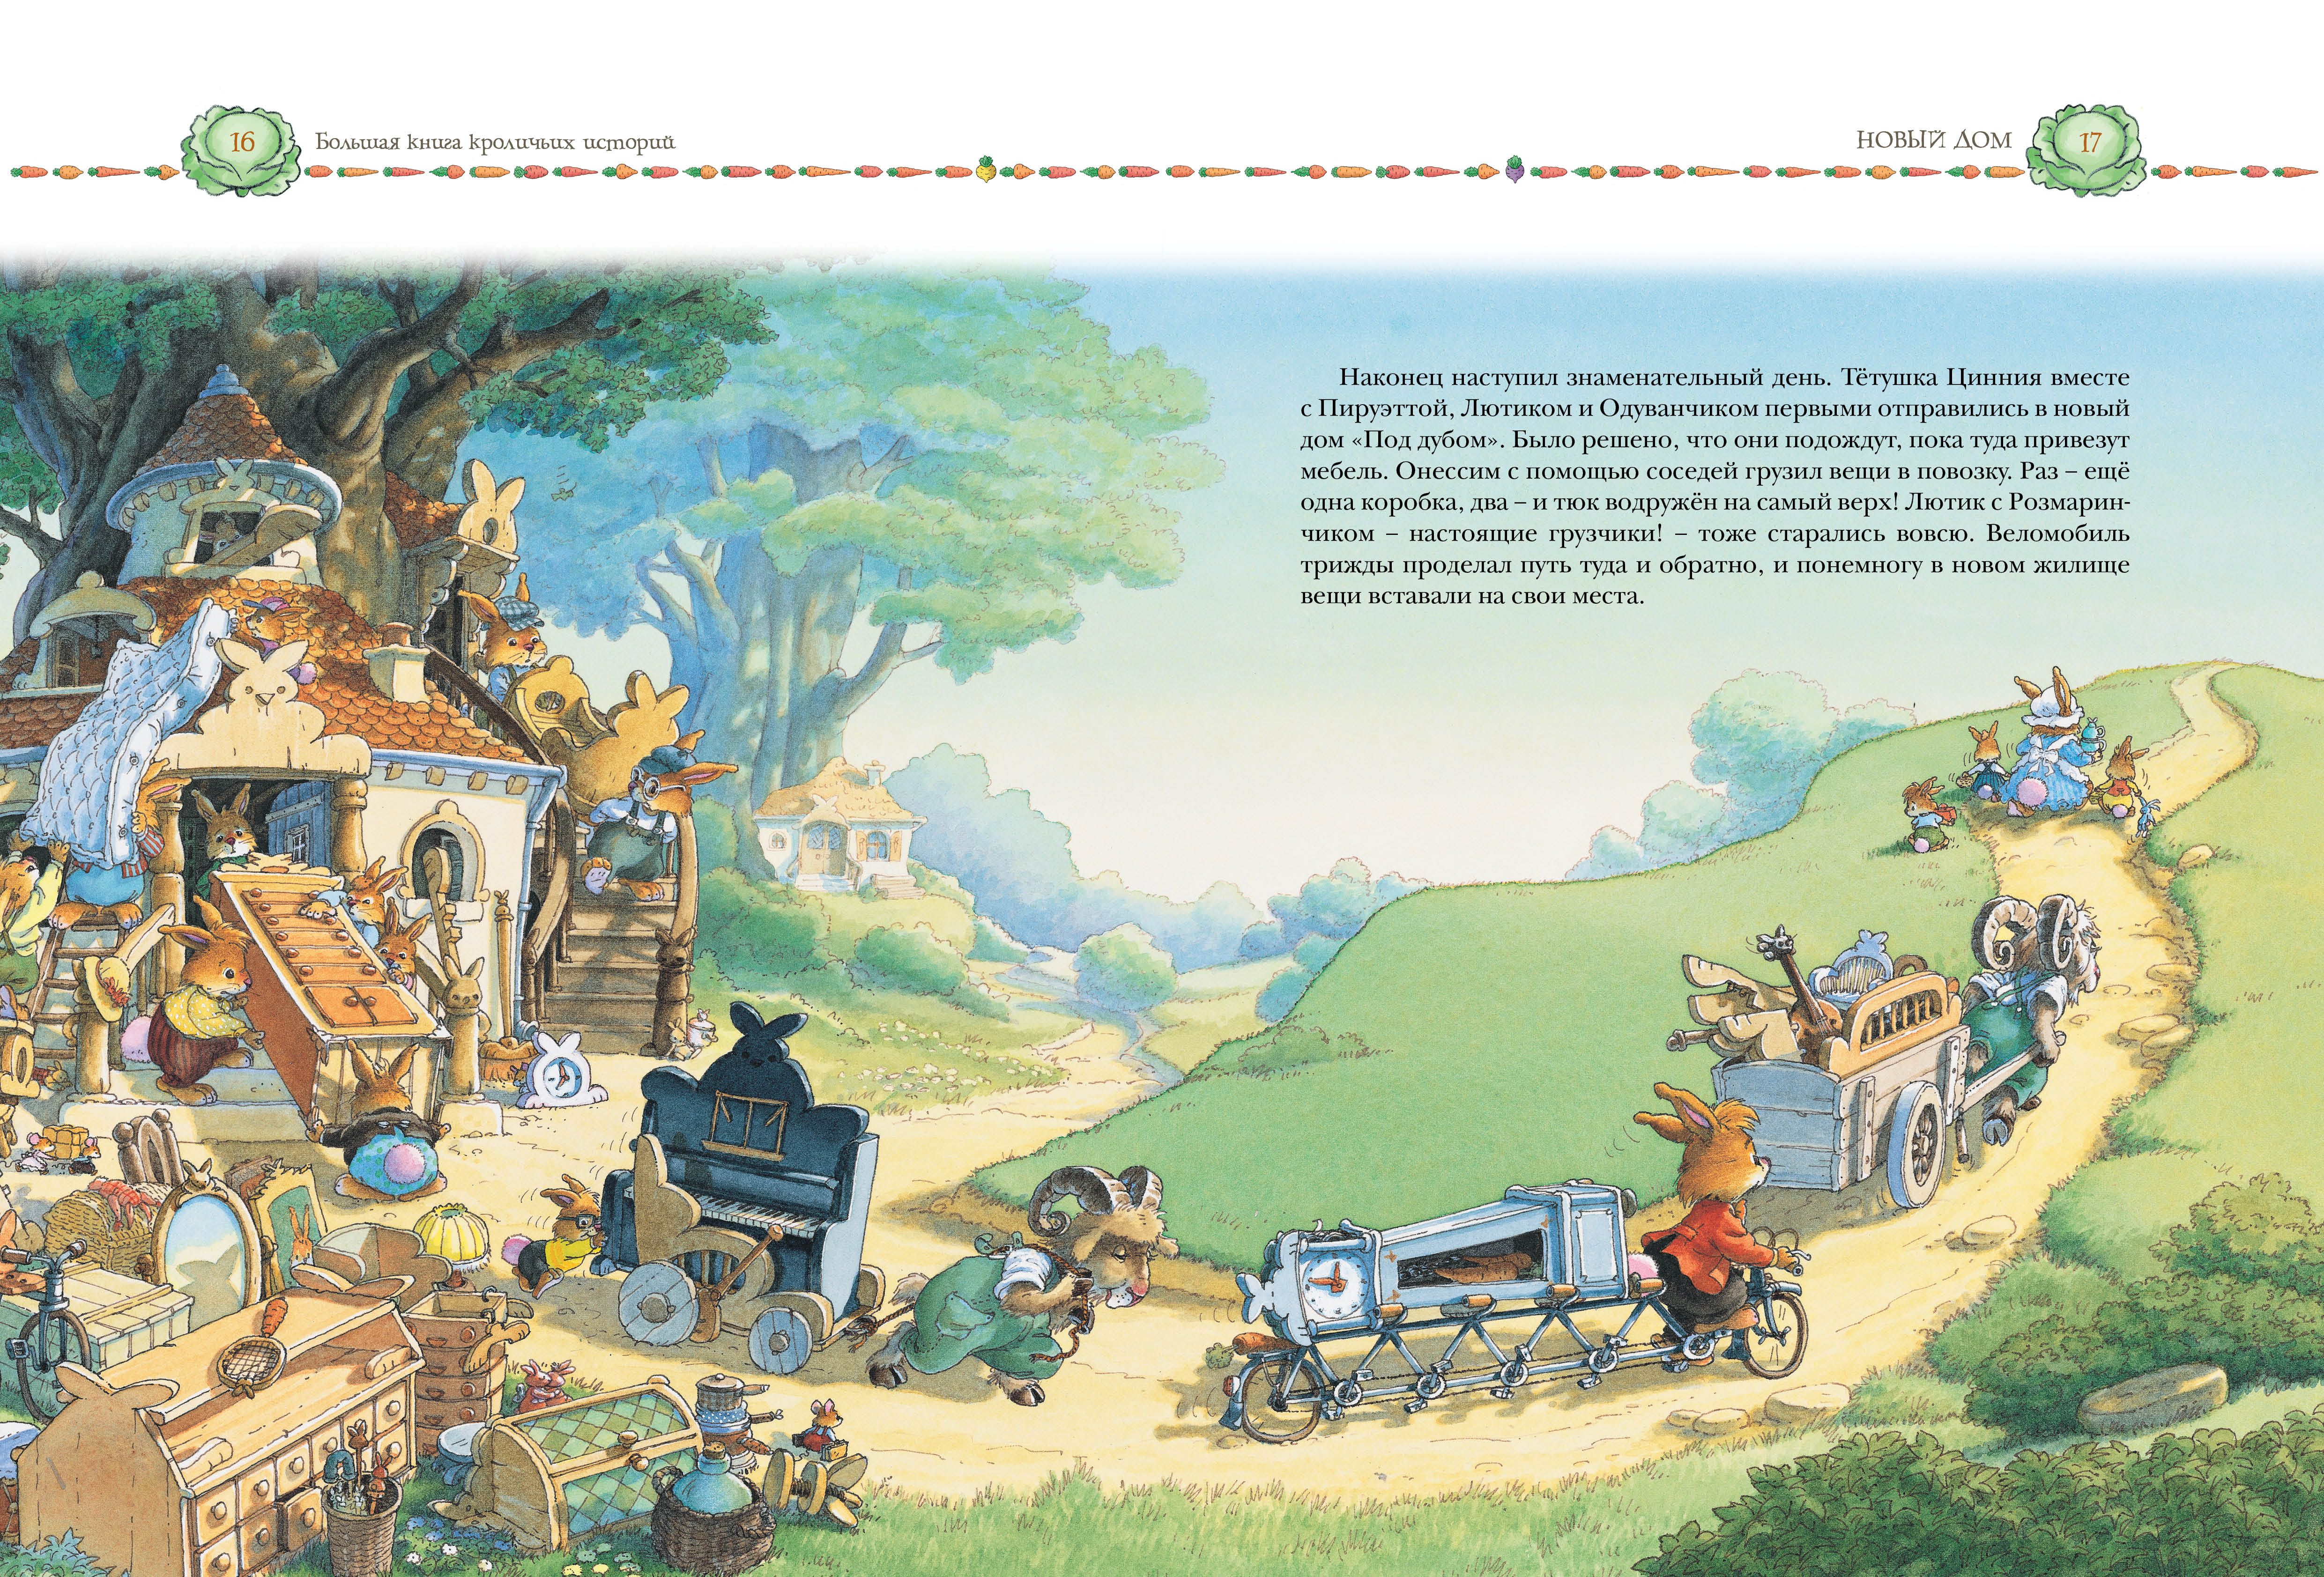 16
Большая книга кроличьих историй
НОВЫЙ ДОМ
17
Наконец наступил знаменательный день. Тётушка Цинния вместе
с Пируэттой, Лютиком и Одуванчиком первыми отправились в новый
дом «Под дубом». Было решено, что они подождут, пока туда привезут
мебель. Онессим с помощью соседей грузил вещи в повозку. Раз – ещё
одна коробка, два – и тюк водружён на самый верх! Лютик с Розмарин-
чиком – настоящие грузчики! – тоже старались вовсю. Веломобиль
трижды проделал путь туда и обратно, и понемногу в новом жилище
вещи вставали на свои места.